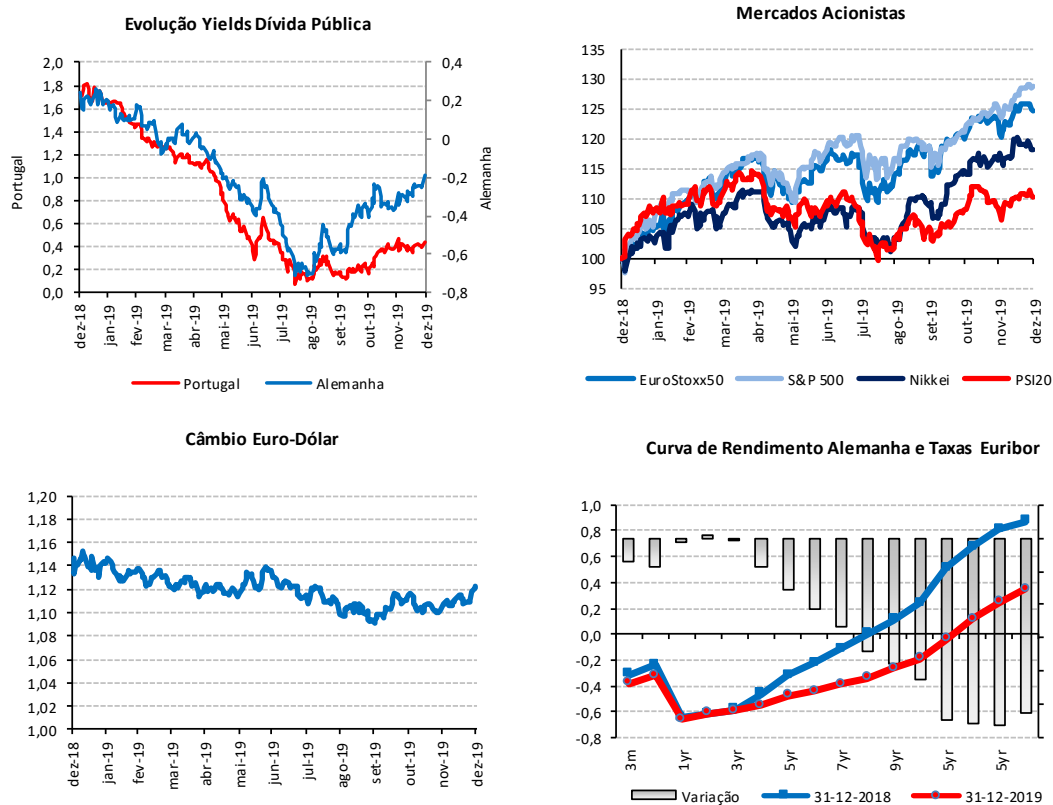 Evolução Yields Dívida Pública
2,0
1,8
1,6
1,4
1,2
1,0
0,8
0,6
0,4
0,2
0,0
Portugal
0,4
0,2
0
-0,2
-0,4
-0,6
-0,8
Alemanha
dez-18
jan-19
fev-19
mar-19
abr-19
mai-19
jun-19
jul-19
ago-19
set-19
out-19
nov-19
dez-19
Portugal
Alemanha
Mercados Acionistas
135
130
125
120
115
110
105
100
95
dez-18
jan-19
fev-19
mar-19
abr-19
mai-19
jun-19
jul-19
ago-19
set-19
out-19
nov-19
dez-19
EuroStoxx50
S&P 500
Nikkei
PSI20
Câmbio Euro-Dólar
1,20
1,18
1,16
1,14
1,12
1,10
1,08
1,06
1,04
1,02
1,00
dez-18
jan-19
fev-19
mar-19
abr-19
mai-19
jun-19
jul-19
ago-19
set-19
out-19
nov-19
dez-19
Curva de Rendimento Alemanha e Taxas Euribor
1,0
0,8
0,6
0,4
0,2
0,0
-0,2
-0,4
-0,6
-0,8
3m
1yr
3yr
5yr
7yr
9yr
5yr
5yr
Variação
31-12-2018
31-12-2019